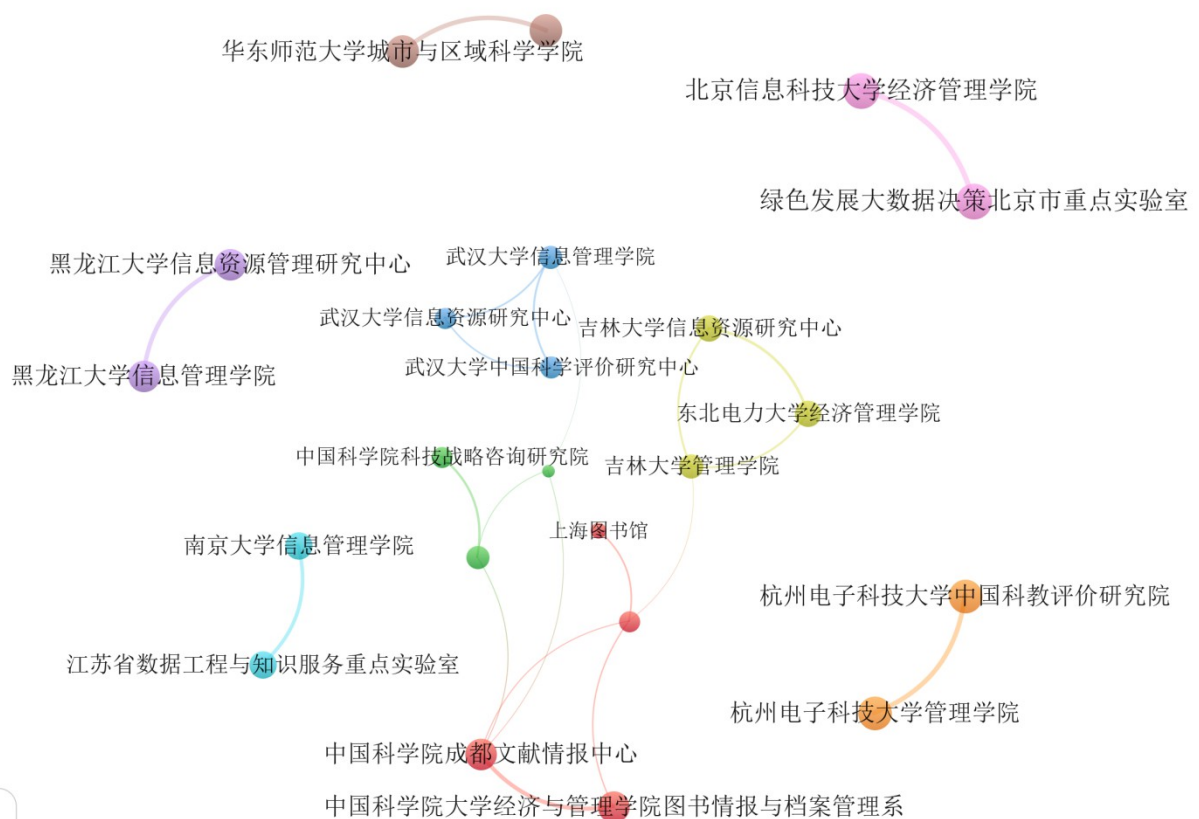 华东师范大学城市与区域科学学院
北京信息科技大学经济管理学院
绿色发展大数据决策北京市重点实验室
黑龙江大学信息资源管理研究中心
武汉大学信息管理学院
武汉大学信息资源研究中心
吉林大学信息资源研究中心
武汉大学中国科学评价研究中心
黑龙江大学信息管理学院
东北电力大学经济管理学院
中国科学院科技战略咨询研究院
吉林大学管理学院
上海图书馆
南京大学信息管理学院
杭州电子科技大学中国科教评价研究院
江苏省数据工程与知识服务重点实验室
杭州电子科技大学管理学院
中国科学院成都文献情报中心
中国科学院大学经济与管理学院图书情报与档案管理系